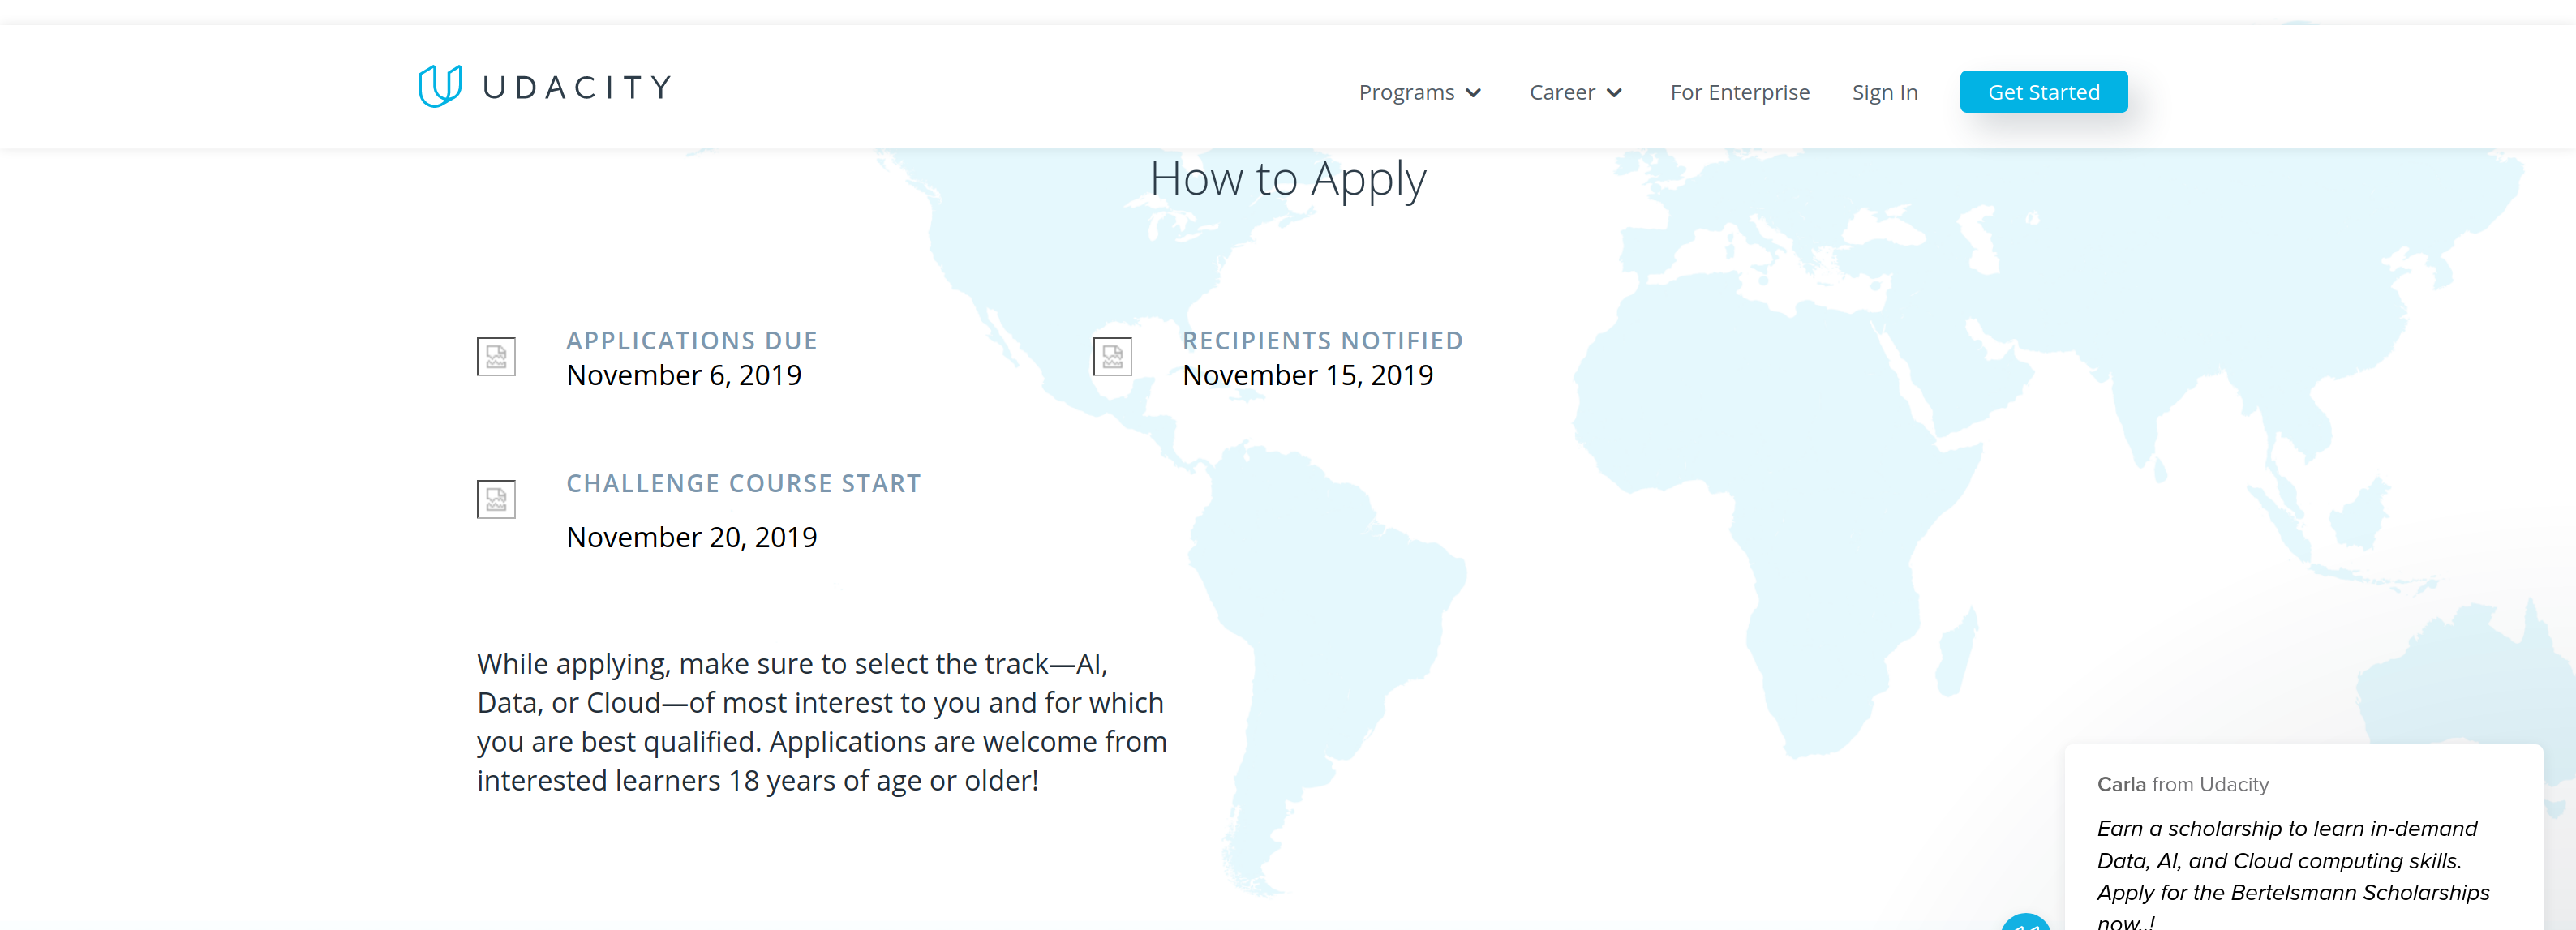 UDACITY
Programs
Career
For Enterprise
Sign In
Get Started
How to Apply
APPLICATIONS DUE
November 6, 2019
RECIPIENTS NOTIFIED
November 15, 2019
CHALLENGE COURSE START
November 20, 2019
While applying, make sure to select the track—AI,
Data, or Cloud—of most interest to you and for which
you are best qualified. Applications are welcome from
interested learners 18 years of age or older!
Carla from Udacity
Earn a scholarship to learn in-demand
Data, AI, and Cloud computing skills.
Apply for the Bertelsmann Scholarships
now..!